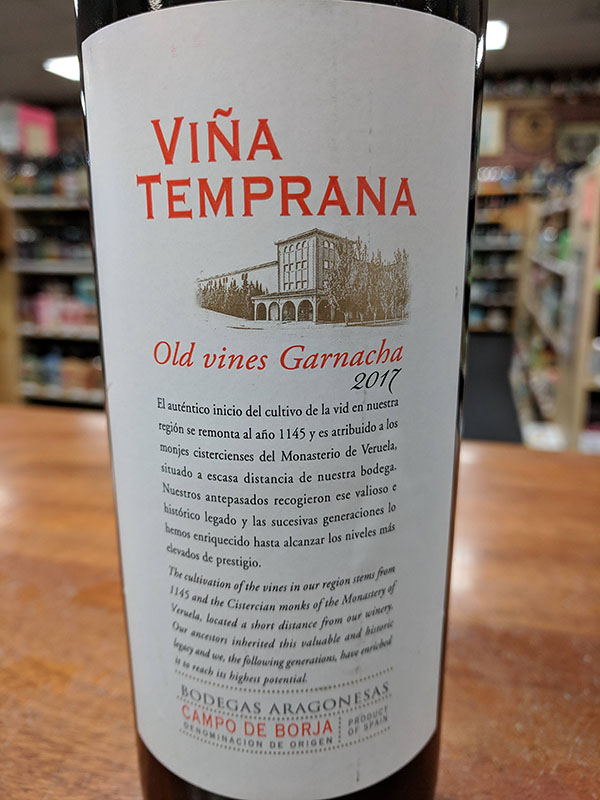 VIÑA
TEMPRANA
Old vines Garnacha
2017
El auténtico inicio del cultivo de la vid en nuestra
región se remonta al año 1145 y es atribuido a los
monjes cistercienses del Monasterio de Veruela,
situado a escasa distancia de nuestra bodega.
Nuestros antepasados recogieron ese valioso e
histórico legado y las sucesivas generaciones lo
hemos enriquecido hasta alcanzar los niveles más
elevados de prestigio.
The cultivation of the vines in our region stems from
1145 and the Cistercian monks of the Monastery of
Veruela, located a short distance from our winery.
Our ancestors inherited this valuable and historic
legacy and we, the following generations, have enriched
it to reach its highest potential.
BODEGAS ARAGONESAS
CAMPO DE BORJA
DENOMINACION DE ORIGEN
PRODUCT
OF SPAIN